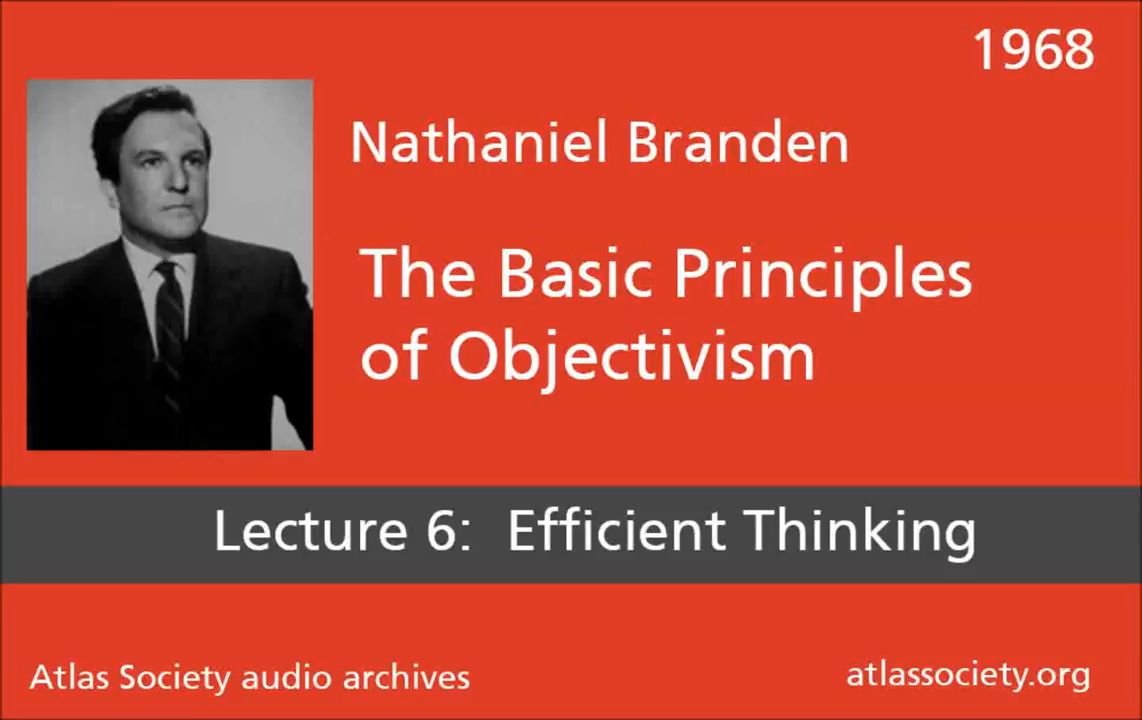 1968
Nathaniel Branden
The Basic Principles
of Objectivism
Lecture 6: Efficient Thinking
Atlas Society audio archives
atlassociety.org